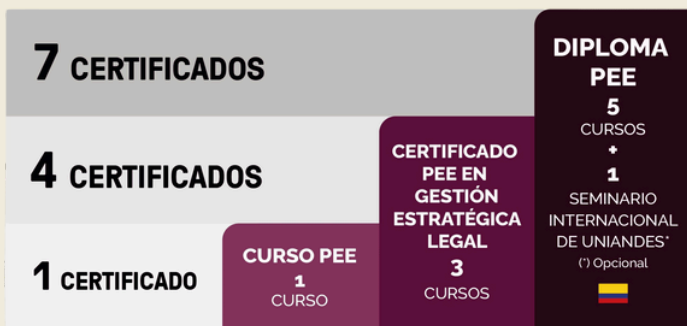 7 CERTIFICADOS
4 CERTIFICADOS
1 CERTIFICADO
CURSO PEE
1
CURSO
CERTIFICADO
PEE EN
GESTIÓN
ESTRATÉGICA
LEGAL
3
CURSOS
DIPLOMA
PEE
5
CURSOS
+
1
SEMINARIO
INTERNACIONAL
DE UNIANDES*
(*) Opcional